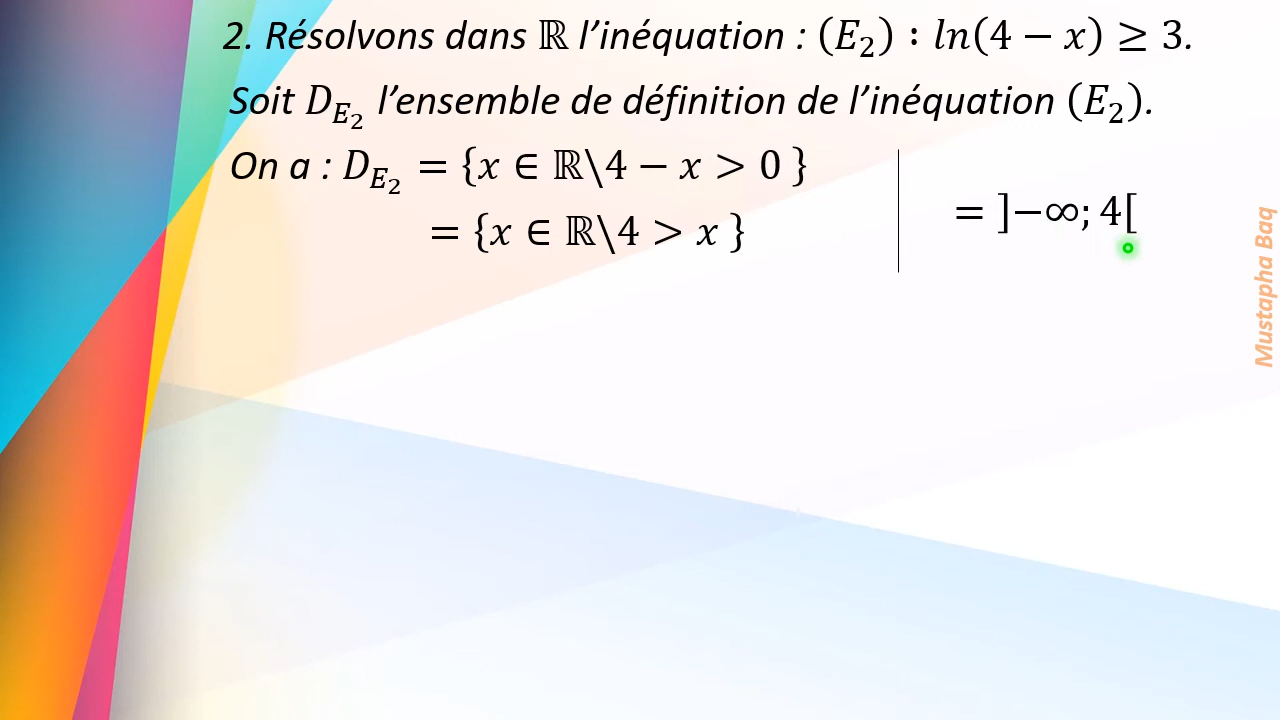 2. Résolvons dans ℝ l’inéquation : (E₂) : ln(4 − x) ≥ 3.
Soit D_{E₂} l’ensemble de définition de l’inéquation (E₂).
On a : D_{E₂} = {x ∈ ℝ\4 − x > 0 }
= {x ∈ ℝ\4 > x }
= ]−∞; 4[
Mustapha Baq